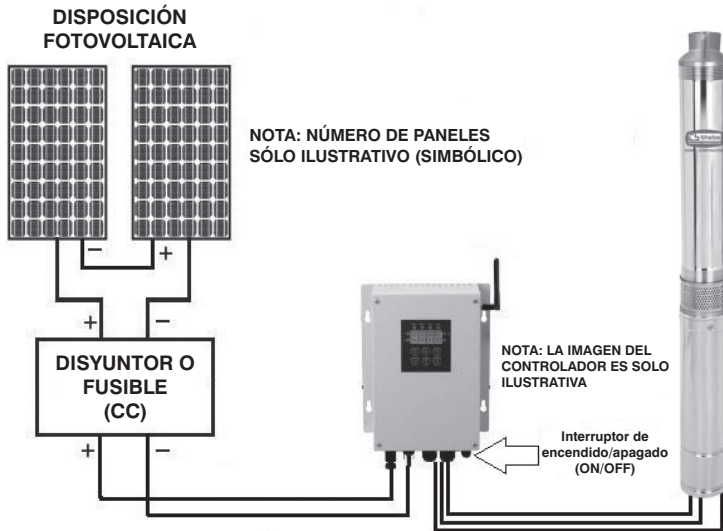 DISPOSICIÓN
FOTOVOLTAICA
NOTA: NÚMERO DE PANELES
SÓLO ILUSTRATIVO (SIMBÓLICO)
− +
+ −
DISYUNTOR O
FUSIBLE
(CC)
+ −
NOTA: LA IMAGEN DEL
CONTROLADOR ES SOLO
ILUSTRATIVA
Interruptor de
encendido/apagado
(ON/OFF)